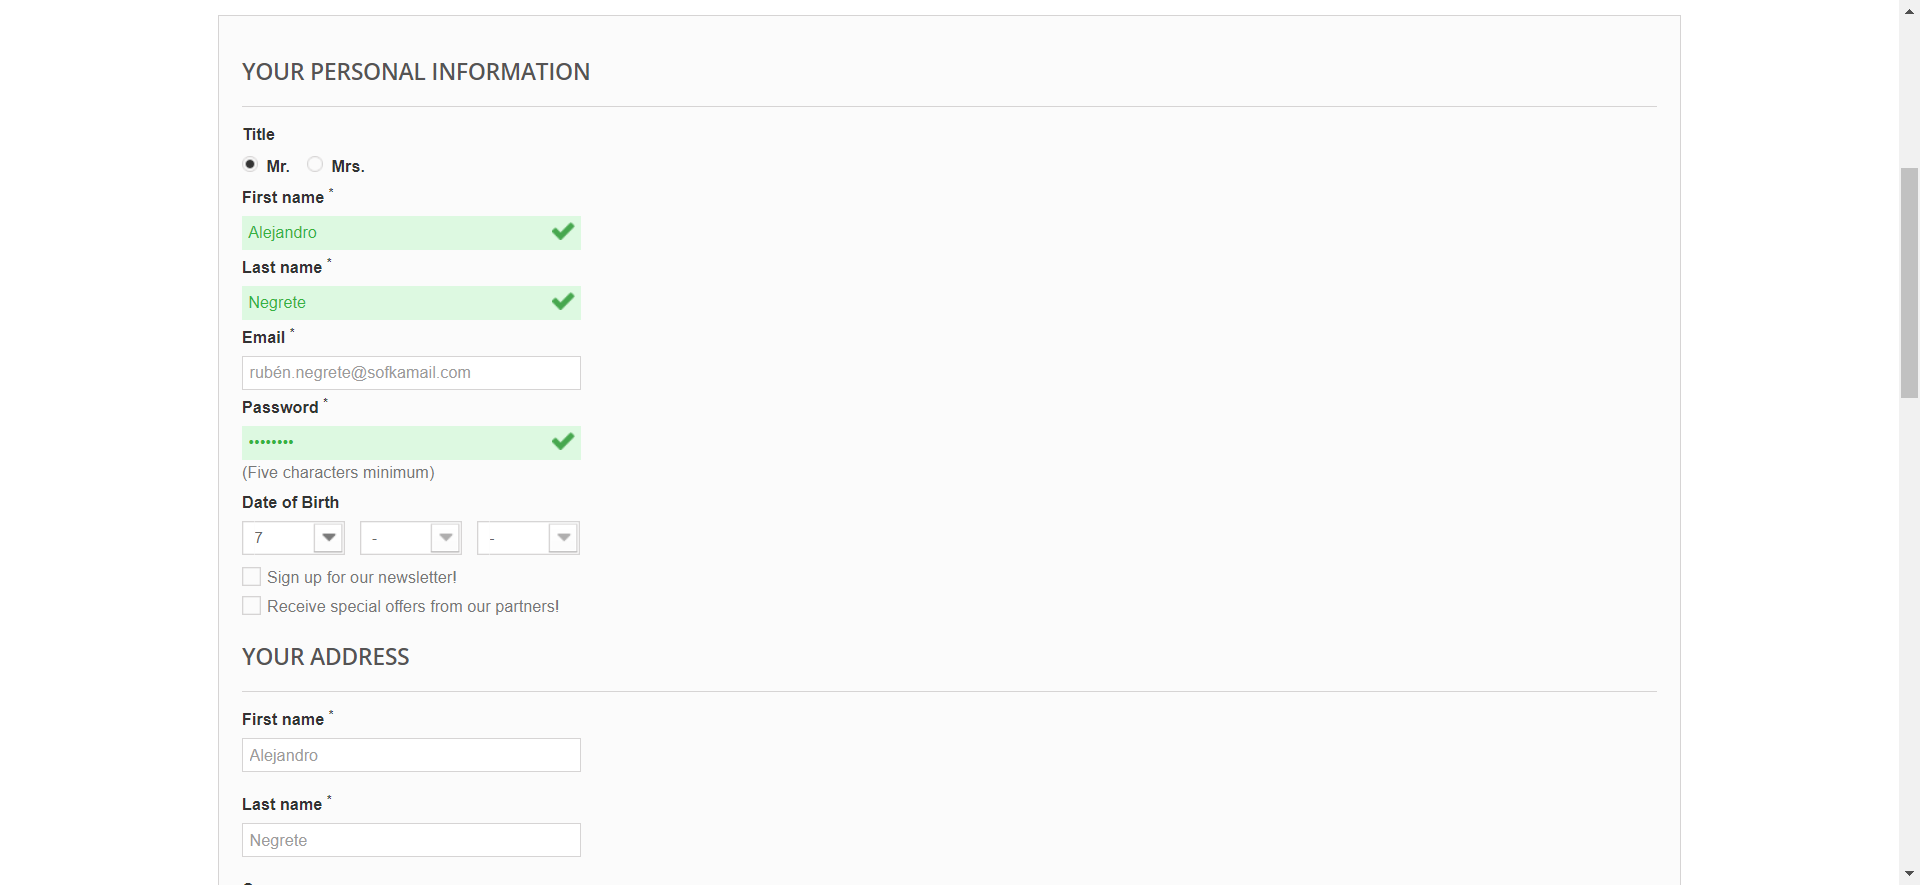 YOUR PERSONAL INFORMATION
Title
Mr. Mrs.
First name *
Alejandro
Last name *
Negrete
Email *
rubén.negrete@sofkamail.com
Password *
••••••••
(Five characters minimum)
Date of Birth
7 - -
Sign up for our newsletter!
Receive special offers from our partners!
YOUR ADDRESS
First name *
Alejandro
Last name *
Negrete